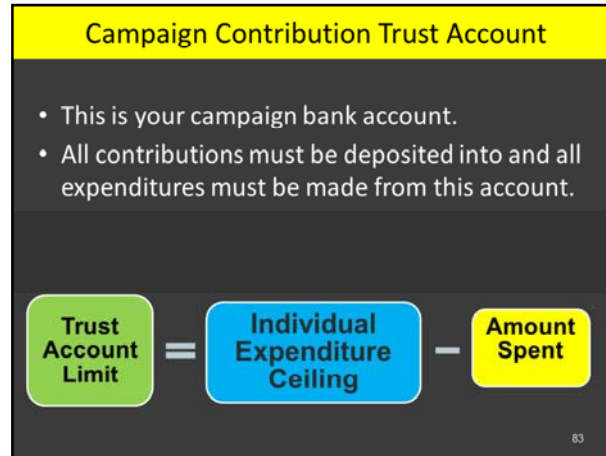 Campaign Contribution Trust Account
• This is your campaign bank account.
• All contributions must be deposited into and all
expenditures must be made from this account.
Trust
Account
Limit
=
Individual
Expenditure
Ceiling
–
Amount
Spent
83